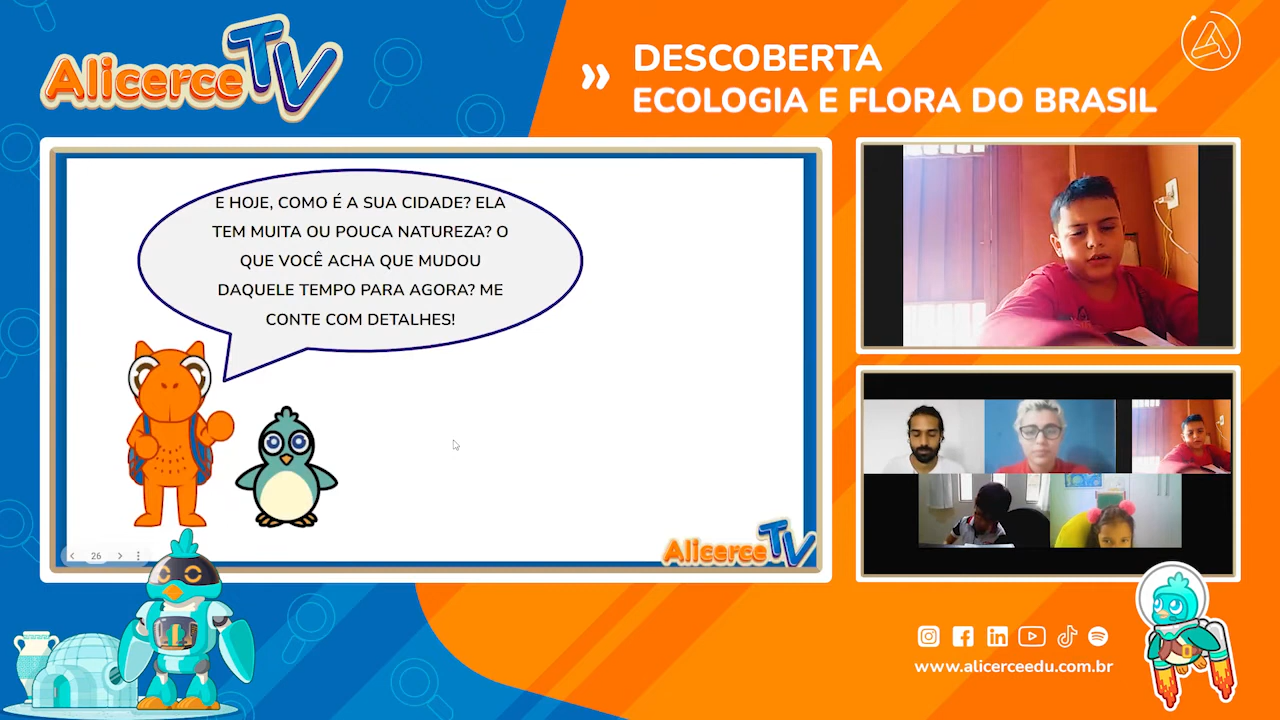 AlicerceTV
DESCOBERTA
ECOLOGIA E FLORA DO BRASIL
E HOJE, COMO É A SUA CIDADE? ELA
TEM MUITA OU POUCA NATUREZA? O
QUE VOCÊ ACHA QUE MUDOU
DAQUELE TEMPO PARA AGORA? ME
CONTE COM DETALHES!
26
AlicerceTV
www.alicerceedu.com.br